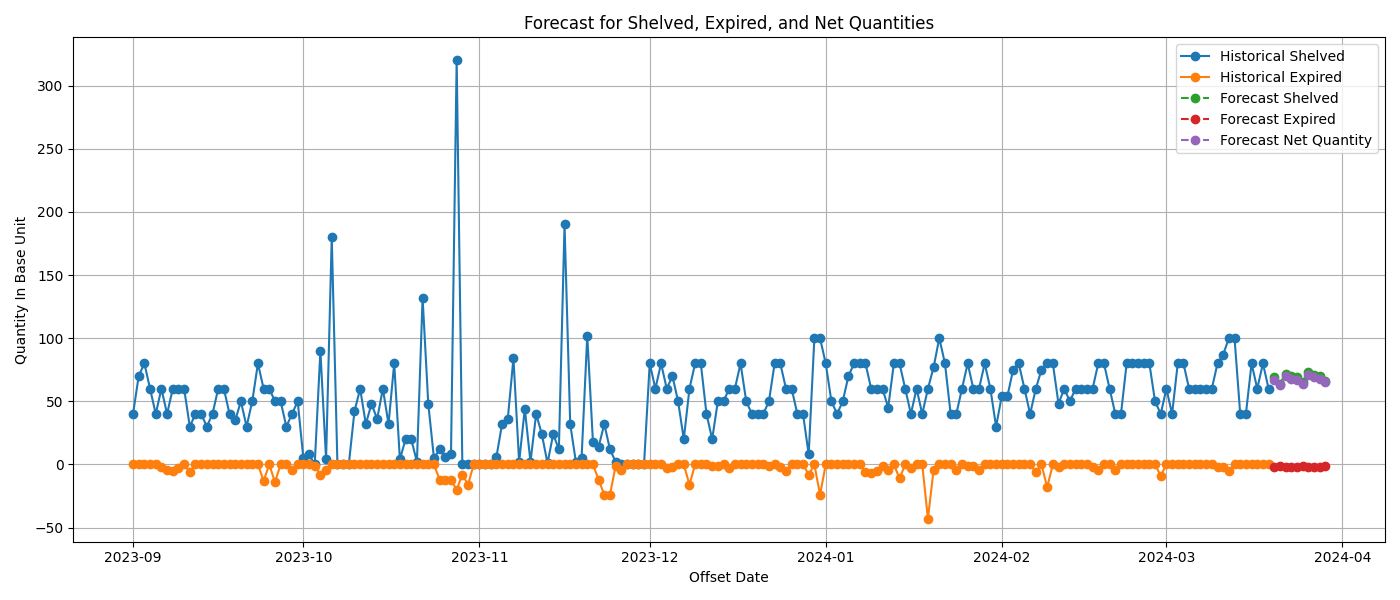 Forecast for Shelved, Expired, and Net Quantities
Quantity In Base Unit
300
250
200
150
100
50
0
−50
2023-09
2023-10
2023-11
2023-12
2024-01
2024-02
2024-03
2024-04
Offset Date
Historical Shelved
Historical Expired
Forecast Shelved
Forecast Expired
Forecast Net Quantity